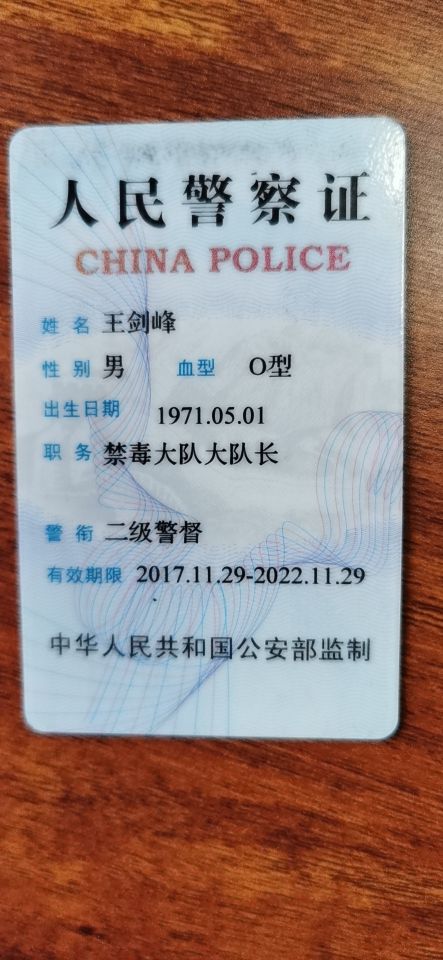 人民警察证
CHINA POLICE
姓名 王剑峰
性别 男 血型 O型
出生日期 1971.05.01
职务 禁毒大队大队长
警衔 二级警督
有效期限 2017.11.29-2022.11.29
中华人民共和国公安部监制